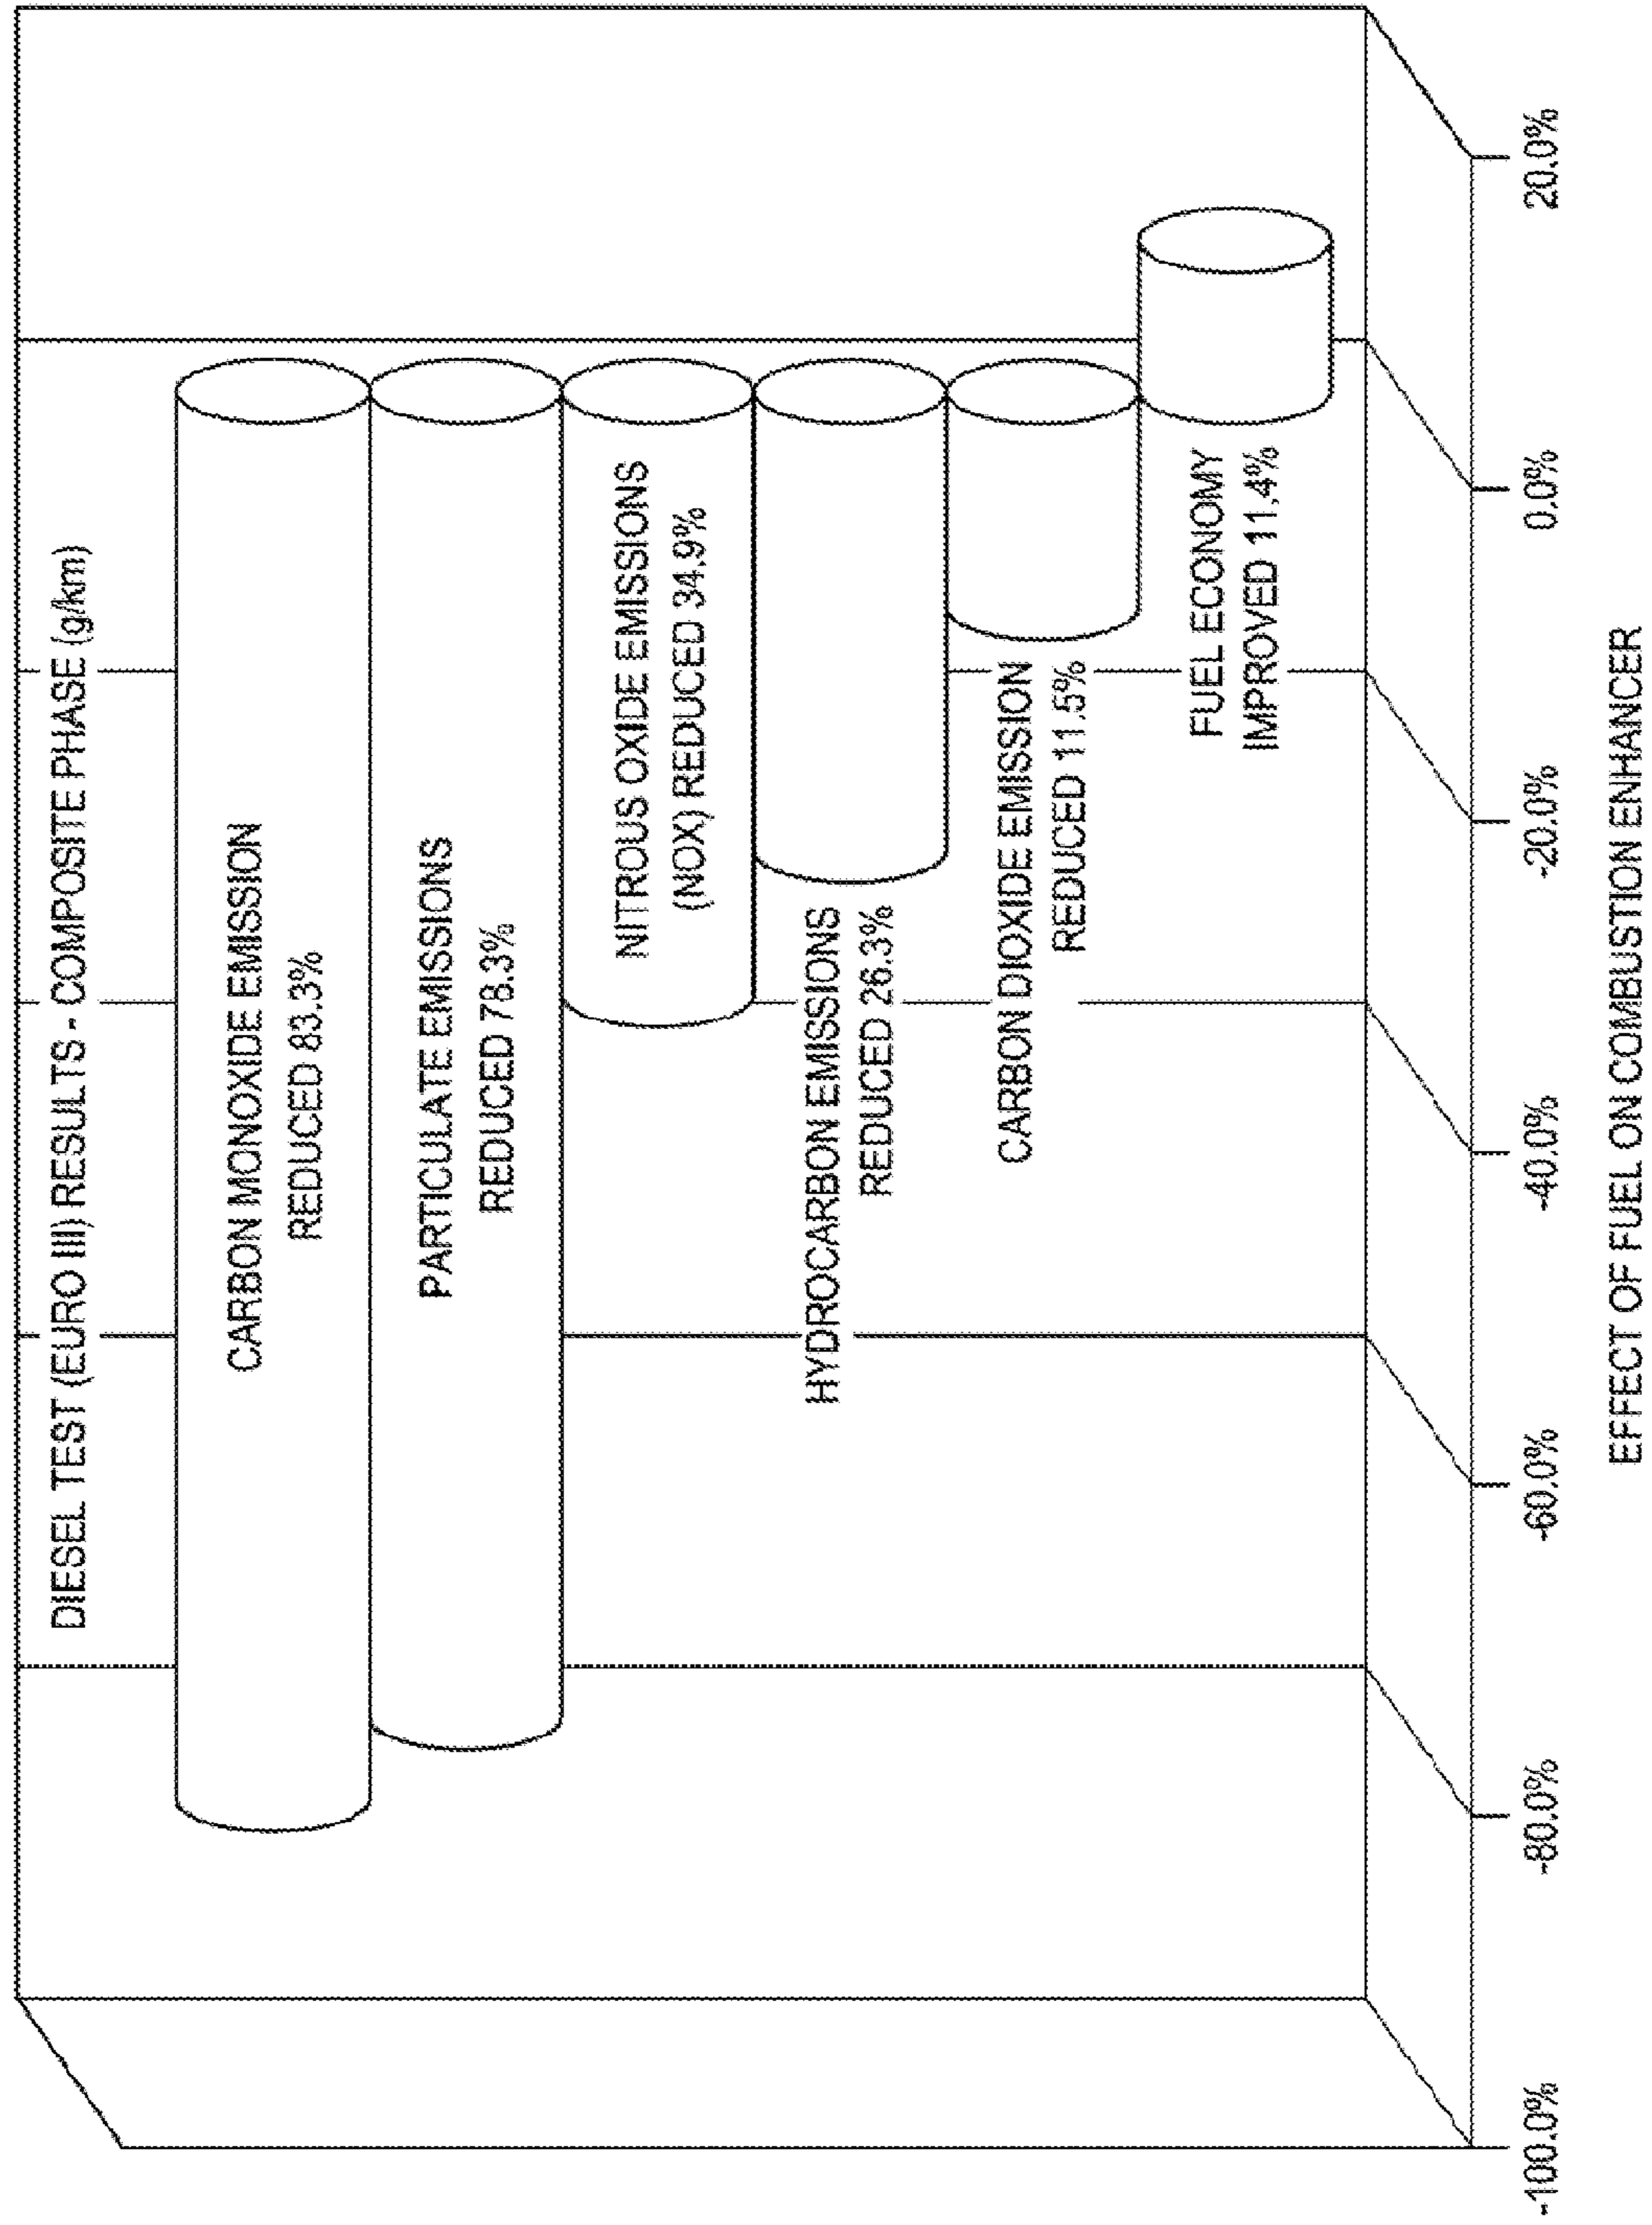 DIESEL TEST (EURO III) RESULTS - COMPOSITE PHASE (g/km)
CARBON MONOXIDE EMISSION
REDUCED 83.3%
PARTICULATE EMISSIONS
REDUCED 78.3%
NITROUS OXIDE EMISSIONS
(NOX) REDUCED 34.9%
HYDROCARBON EMISSIONS
REDUCED 26.3%
CARBON DIOXIDE EMISSION
REDUCED 11.5%
FUEL ECONOMY
IMPROVED 11.4%
-100.0%
-80.0%
-60.0%
-40.0%
-20.0%
0.0%
20.0%
EFFECT OF FUEL ON COMBUSTION ENHANCER